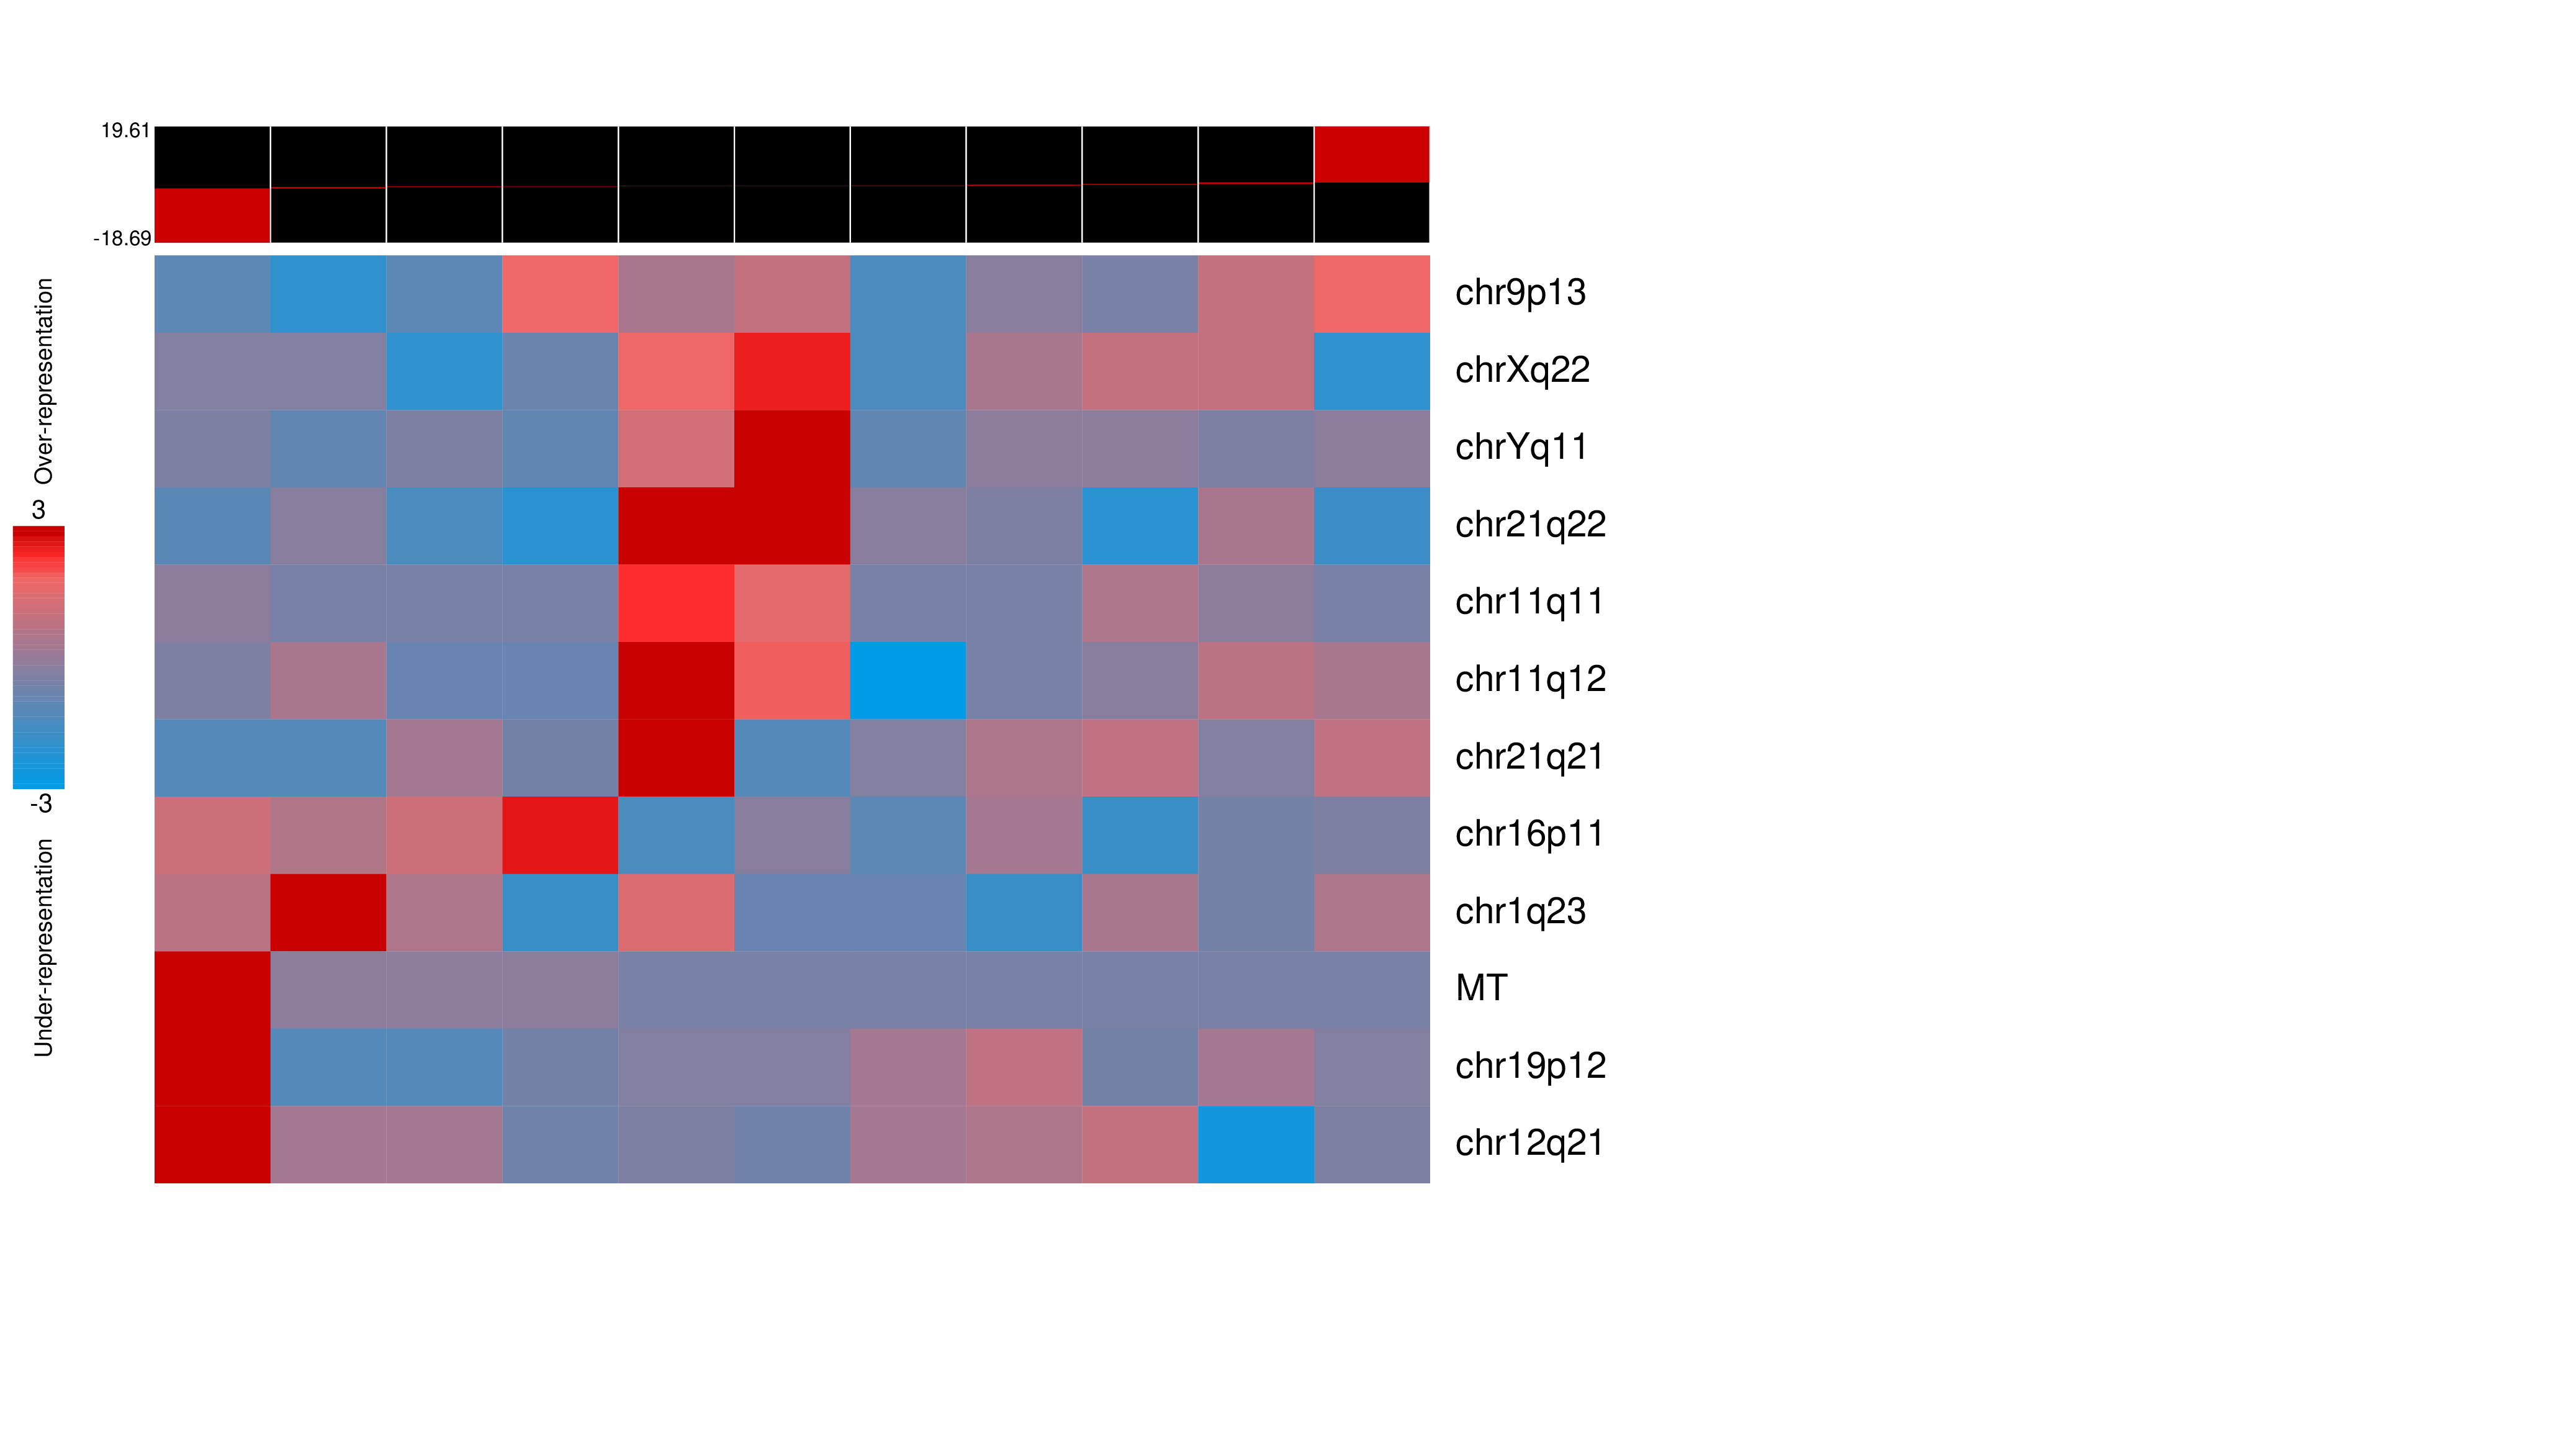 19.61
-18.69
Over-representation
3
-3
Under-representation
chr9p13
chrXq22
chrYq11
chr21q22
chr11q11
chr11q12
chr21q21
chr16p11
chr1q23
MT
chr19p12
chr12q21